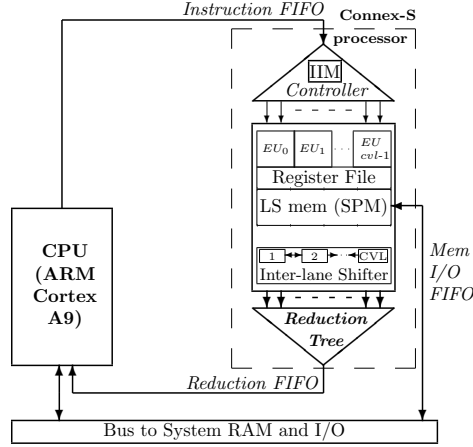 Instruction FIFO
Connex-S
processor
IIM
Controller
EU0 EU1 ... EU cvl-1
Register File
LS mem (SPM)
CPU
(ARM
Cortex
A9)
Mem
I/O
FIFO
1 2 ... CVL
Inter-lane Shifter
Reduction
Tree
Reduction FIFO
Bus to System RAM and I/O